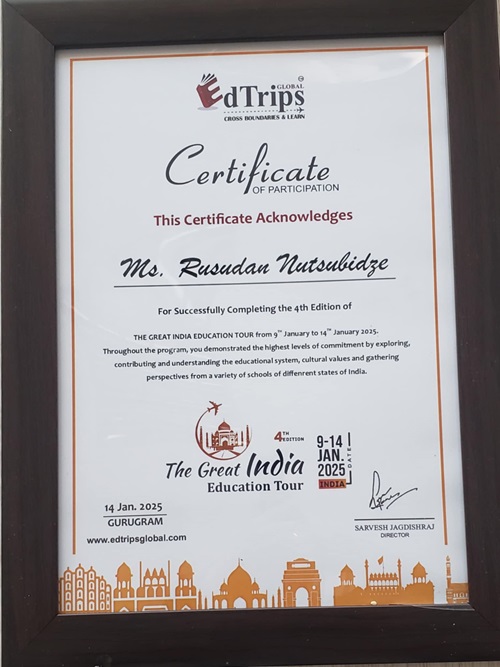 EdTrips
GLOBAL
CROSS BOUNDARIES & LEARN
Certificate
OF PARTICIPATION
This Certificate Acknowledges
Ms. Rusudan Nutsubidze
For Successfully Completing the 4th Edition of
THE GREAT INDIA EDUCATION TOUR from 9TH January to 14TH January 2025.
Throughout the program, you demonstrated the highest levels of commitment by exploring,
contributing and understanding the educational system, cultural values and gathering
perspectives from a variety of schools of diffenrent states of India.
4TH EDITION
The Great India
Education Tour
9-14
JAN.
2025
INDIA
DATE
14 Jan. 2025
GURUGRAM
www.edtripsglobal.com
SARVESH JAGDISHRAJ
DIRECTOR